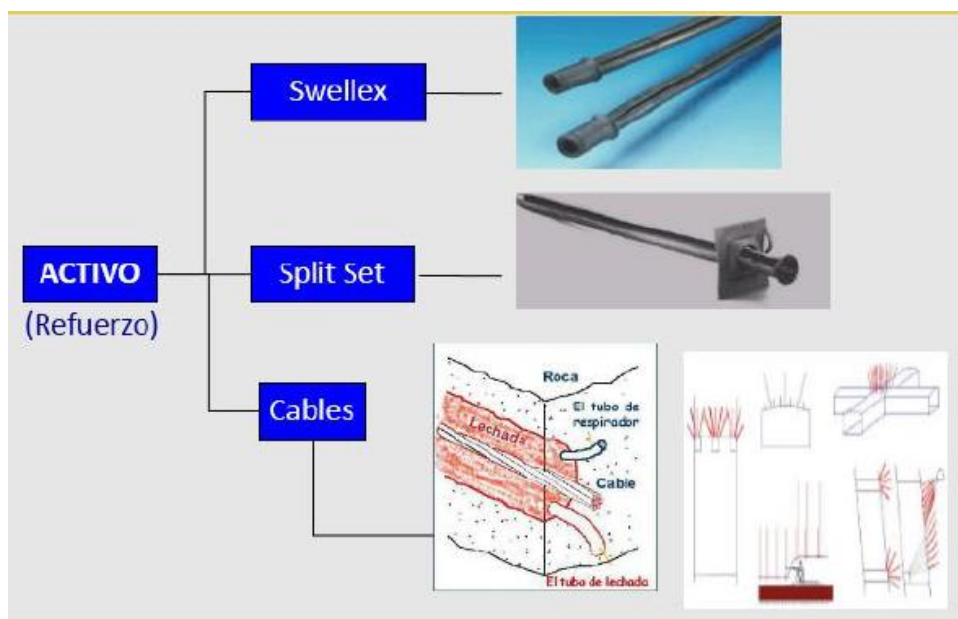 Swellex
ACTIVO
(Refuerzo)
Split Set
Cables
Roca
El tubo de
respirador
Lechada
Cable
El tubo de lechada